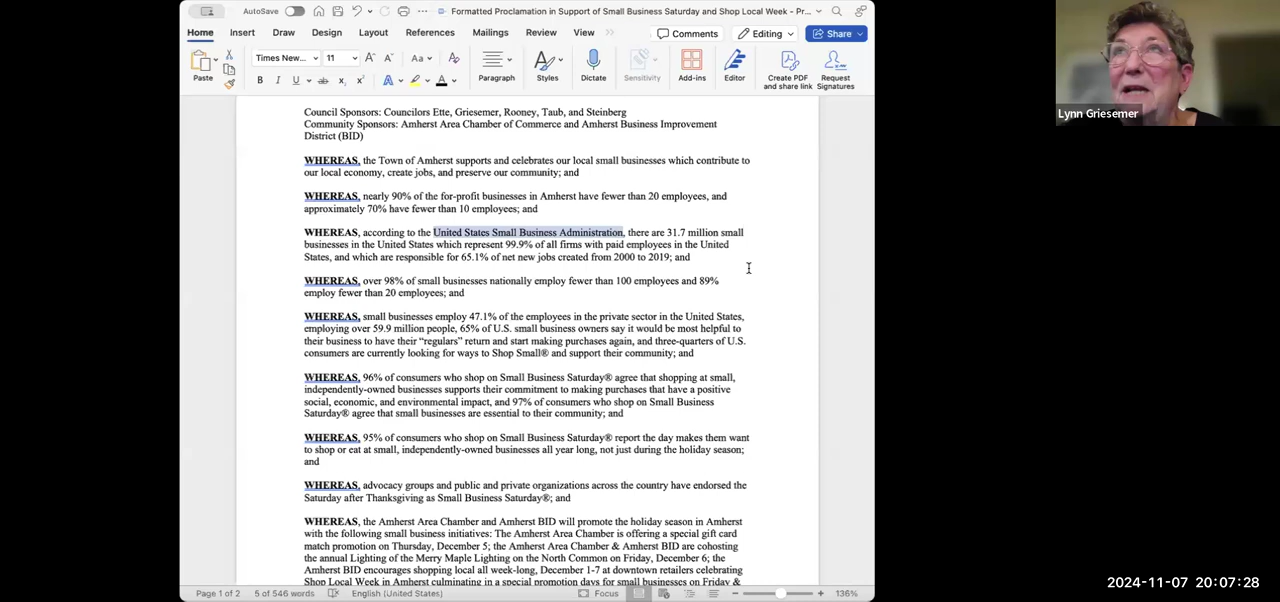 AutoSave
Formatted Proclamation in Support of Small Business Saturday and Shop Local Week - Pr...
Home Insert Draw Design Layout References Mailings Review View
Comments Editing Share
Times New... 11
Paste
Paragraph Styles Dictate Sensitivity Add-ins Editor Create PDF and share link Request Signatures
Council Sponsors: Councilors Ette, Griesemer, Rooney, Taub, and Steinberg
Community Sponsors: Amherst Area Chamber of Commerce and Amherst Business Improvement
District (BID)
WHEREAS, the Town of Amherst supports and celebrates our local small businesses which contribute to
our local economy, create jobs, and preserve our community; and
WHEREAS, nearly 90% of the for-profit businesses in Amherst have fewer than 20 employees, and
approximately 70% have fewer than 10 employees; and
WHEREAS, according to the United States Small Business Administration, there are 31.7 million small
businesses in the United States which represent 99.9% of all firms with paid employees in the United
States, and which are responsible for 65.1% of net new jobs created from 2000 to 2019; and
WHEREAS, over 98% of small businesses nationally employ fewer than 100 employees and 89%
employ fewer than 20 employees; and
WHEREAS, small businesses employ 47.1% of the employees in the private sector in the United States,
employing over 59.9 million people, 65% of U.S. small business owners say it would be most helpful to
their business to have their “regulars” return and start making purchases again, and three-quarters of U.S.
consumers are currently looking for ways to Shop Small® and support their community; and
WHEREAS, 96% of consumers who shop on Small Business Saturday® agree that shopping at small,
independently-owned businesses supports their commitment to making purchases that have a positive
social, economic, and environmental impact, and 97% of consumers who shop on Small Business
Saturday® agree that small businesses are essential to their community; and
WHEREAS, 95% of consumers who shop on Small Business Saturday® report the day makes them want
to shop or eat at small, independently-owned businesses all year long, not just during the holiday season;
and
WHEREAS, advocacy groups and public and private organizations across the country have endorsed the
Saturday after Thanksgiving as Small Business Saturday®; and
WHEREAS, the Amherst Area Chamber and Amherst BID will promote the holiday season in Amherst
with the following small business initiatives: The Amherst Area Chamber is offering a special gift card
match promotion on Thursday, December 5; the Amherst Area Chamber & Amherst BID are cohosting
the annual Lighting of the Merry Maple Lighting on the North Common on Friday, December 6; the
Amherst BID encourages shopping local all week-long, December 1-7 at downtown retailers celebrating
Shop Local Week in Amherst culminating in a special promotion days for small businesses on Friday &
Page 1 of 2 5 of 546 words English (United States) Focus 136%
Lynn Griesemer
2024-11-07 20:07:28